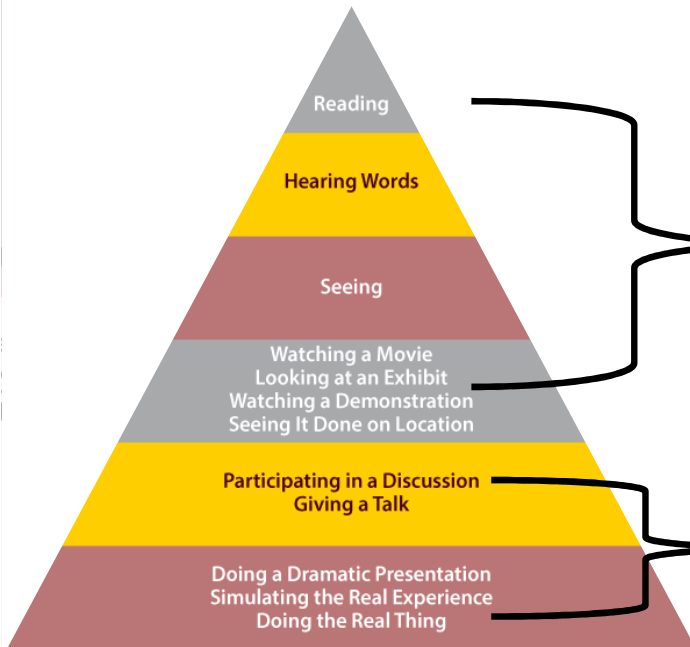 Reading
Hearing Words
Seeing
Watching a Movie
Looking at an Exhibit
Watching a Demonstration
Seeing It Done on Location
Participating in a Discussion
Giving a Talk
Doing a Dramatic Presentation
Simulating the Real Experience
Doing the Real Thing